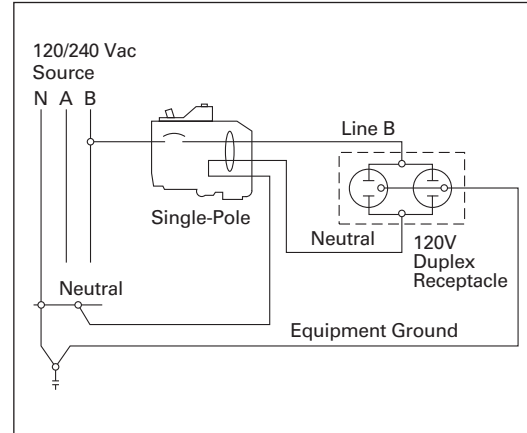 120/240 Vac
Source
N A B
Line B
Single-Pole
Neutral
120V
Duplex
Receptacle
Neutral
Equipment Ground